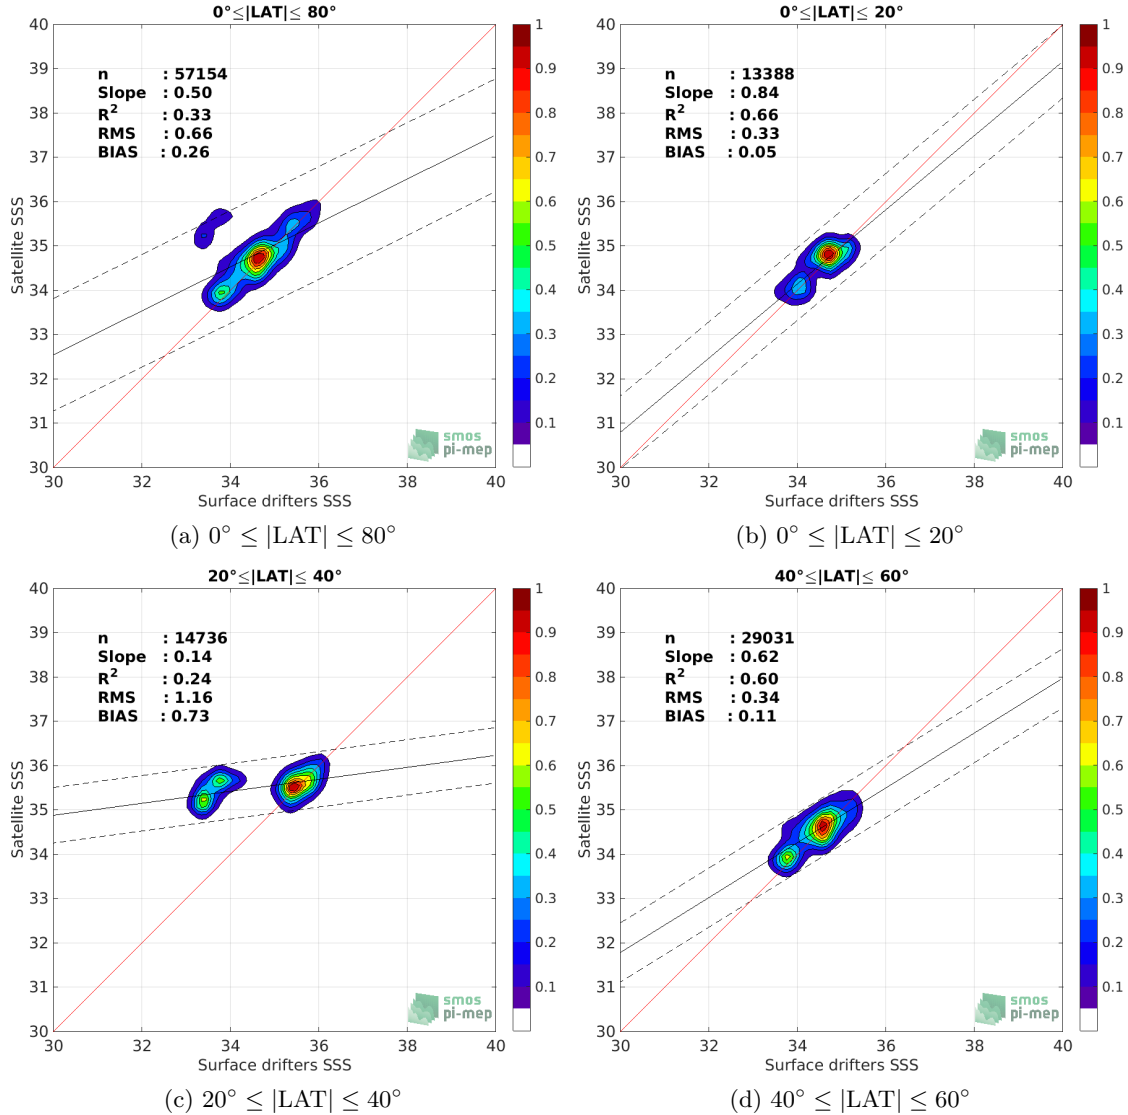 0°≤|LAT|≤ 80°
Satellite SSS
40
39
38
37
36
35
34
33
32
31
30
n : 57154
Slope : 0.50
R² : 0.33
RMS : 0.66
BIAS : 0.26
smos
pi-mep
30 32 34 36 38 40
Surface drifters SSS
1
0.9
0.8
0.7
0.6
0.5
0.4
0.3
0.2
0.1
(a) 0° ≤ |LAT| ≤ 80°
0°≤|LAT|≤ 20°
Satellite SSS
40
39
38
37
36
35
34
33
32
31
30
n : 13388
Slope : 0.84
R² : 0.66
RMS : 0.33
BIAS : 0.05
smos
pi-mep
30 32 34 36 38 40
Surface drifters SSS
1
0.9
0.8
0.7
0.6
0.5
0.4
0.3
0.2
0.1
(b) 0° ≤ |LAT| ≤ 20°
20°≤|LAT|≤ 40°
Satellite SSS
40
39
38
37
36
35
34
33
32
31
30
n : 14736
Slope : 0.14
R² : 0.24
RMS : 1.16
BIAS : 0.73
smos
pi-mep
30 32 34 36 38 40
Surface drifters SSS
1
0.9
0.8
0.7
0.6
0.5
0.4
0.3
0.2
0.1
(c) 20° ≤ |LAT| ≤ 40°
40°≤|LAT|≤ 60°
Satellite SSS
40
39
38
37
36
35
34
33
32
31
30
n : 29031
Slope : 0.62
R² : 0.60
RMS : 0.34
BIAS : 0.11
smos
pi-mep
30 32 34 36 38 40
Surface drifters SSS
1
0.9
0.8
0.7
0.6
0.5
0.4
0.3
0.2
0.1
(d) 40° ≤ |LAT| ≤ 60°